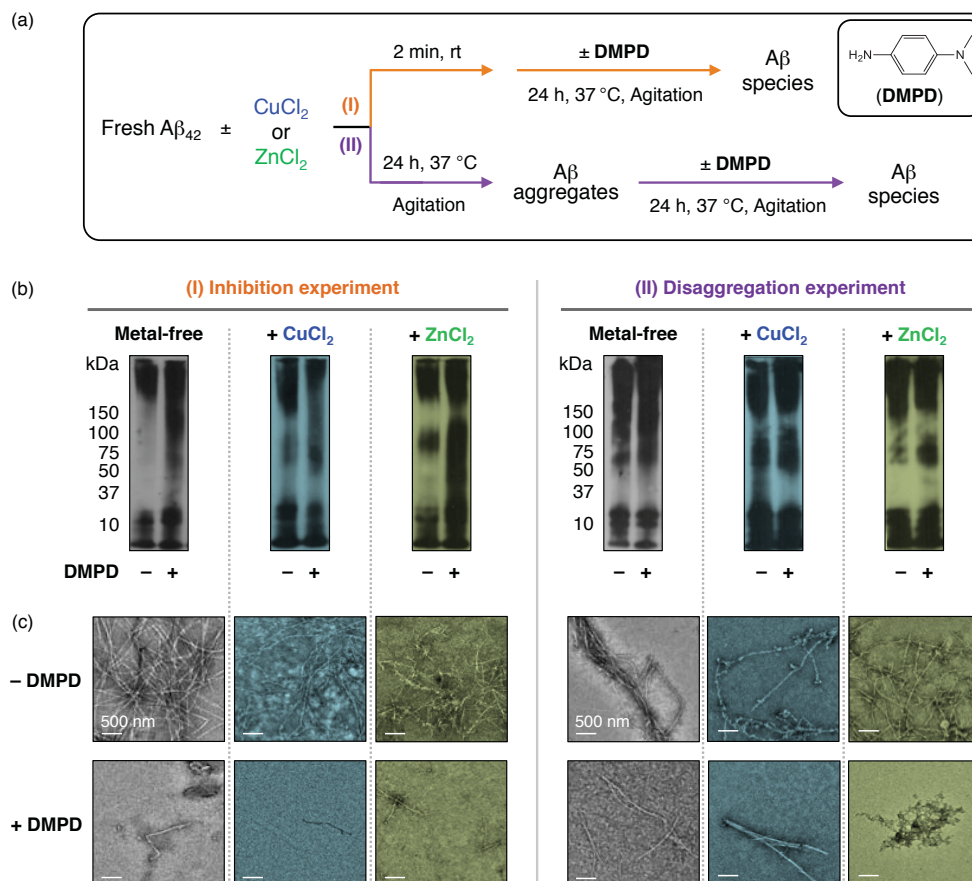 (a)
2 min, rt
± DMPD
24 h, 37 °C, Agitation
Aβ
species
H₂N
N
(DMPD)
Fresh Aβ₄₂ ±
CuCl₂
or
ZnCl₂
(I)
(II)
24 h, 37 °C
Agitation
Aβ
aggregates
± DMPD
24 h, 37 °C, Agitation
Aβ
species
(b)
(I) Inhibition experiment
(II) Disaggregation experiment
Metal-free + CuCl₂ + ZnCl₂
Metal-free + CuCl₂ + ZnCl₂
kDa
150
100
75
50
37
10
kDa
150
100
75
50
37
10
DMPD – + – + – +
– + – + – +
(c)
– DMPD
500 nm
500 nm
+ DMPD